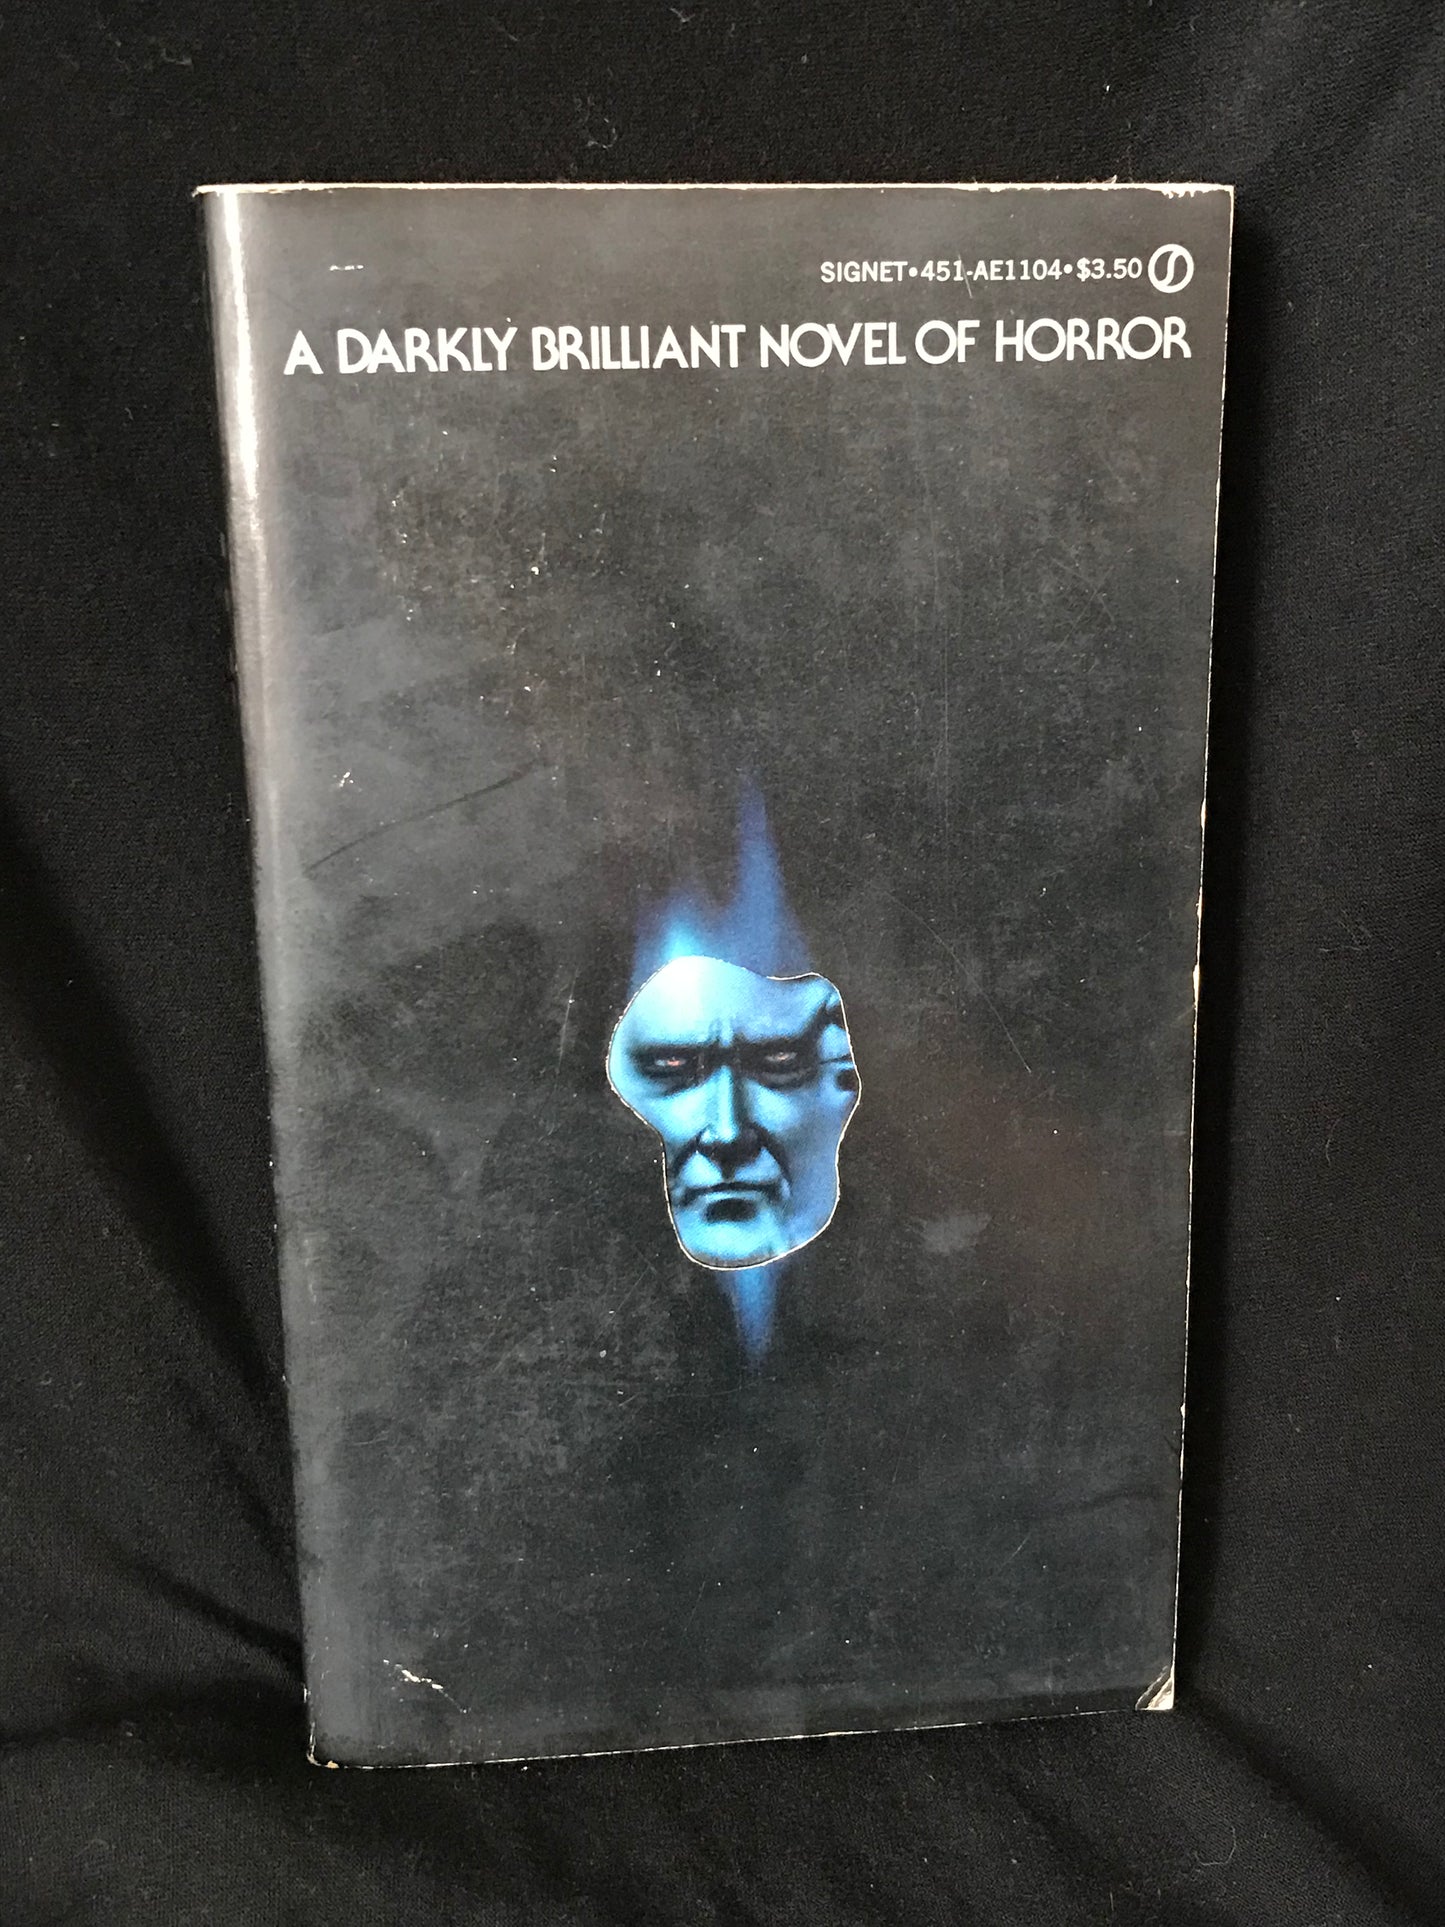 SIGNET•451-AE1104•$3.50
A DARKLY BRILLIANT NOVEL OF HORROR